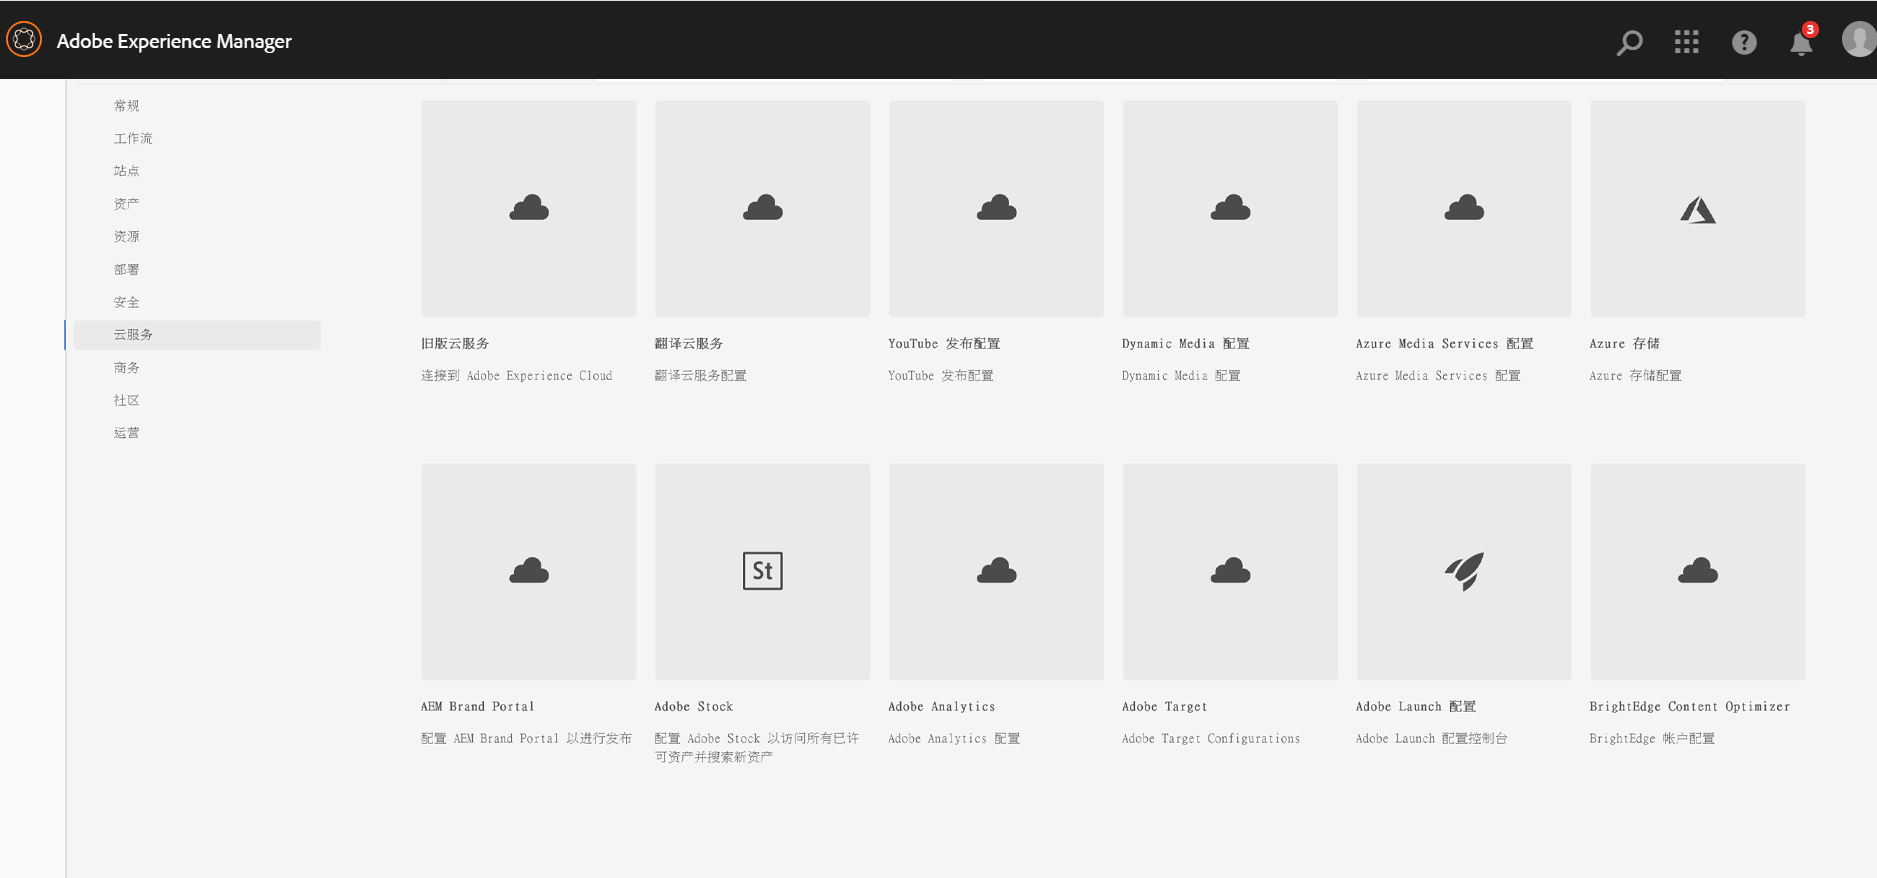 Adobe Experience Manager
3
常规
工作流
站点
资产
资源
部署
安全
云服务
商务
社区
运营
旧版云服务
连接到 Adobe Experience Cloud
翻译云服务
翻译云服务配置
YouTube 发布配置
YouTube 发布配置
Dynamic Media 配置
Dynamic Media 配置
Azure Media Services 配置
Azure Media Services 配置
Azure 存储
Azure 存储配置
AEM Brand Portal
配置 AEM Brand Portal 以进行发布
St
Adobe Stock
配置 Adobe Stock 以访问所有已许
可资产并搜索新资产
Adobe Analytics
Adobe Analytics 配置
Adobe Target
Adobe Target Configurations
Adobe Launch 配置
Adobe Launch 配置控制台
BrightEdge Content Optimizer
BrightEdge 帐户配置